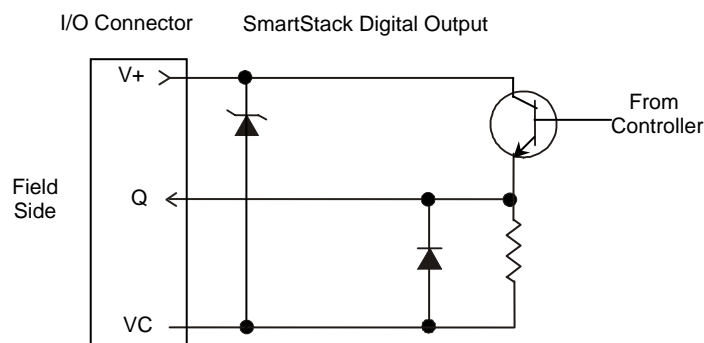 I/O Connector
SmartStack Digital Output
V+
From
Controller
Field
Side
Q
VC